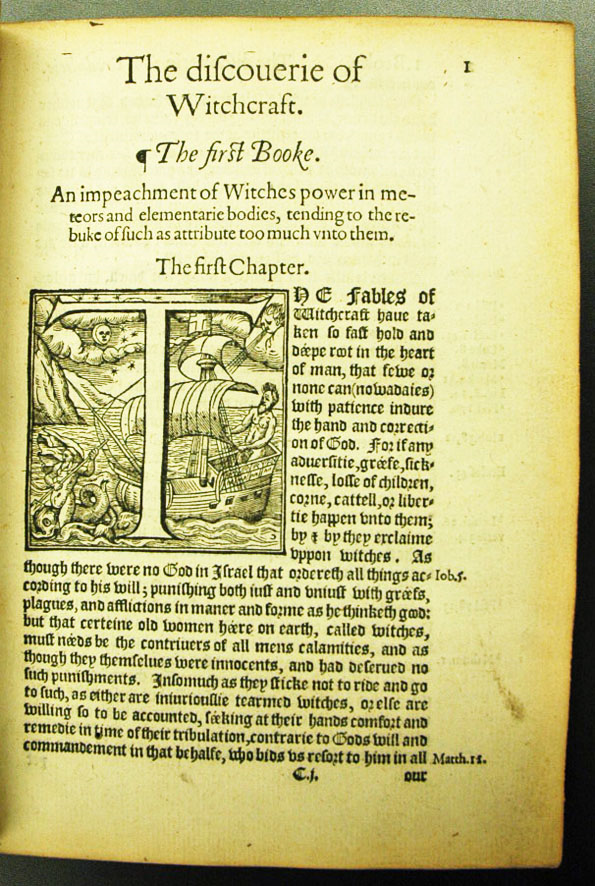 1
The diſcouerie of
Witchcraft.
¶ The firſt Booke.
An impeachment of Witches power in me-
teors and elementarie bodies, tending to the re-
buke of ſuch as attribute too much vnto them.
The firſt Chapter.
THE Fables of
Witchcraft haue ta-
ken ſo faſt hold and
déepe root in the heart
of man, that fewe or
none can(nowadaies)
with patience indure
the hand and correcti-
on of God. For if any
aduerſitie, gréefe, ſick-
neſſe, loſſe of children,
corne, cattell, or liber-
tie happen vnto them;
by & by they exclaime
vppon witches. As
though there were no God in Iſrael that ordereth all things ac- Iob.5.
cording to his will; puniſhing both iuſt and vniuſt with gréefs,
plagues, and afflictions in maner and forme as he thinketh good:
but that certeine old women héere on earth, called witches,
muſt néeds be the contriuers of all mens calamities, and as
though they themſelues were innocents, and had deſerued no
ſuch puniſhments. Inſomuch as they ſticke not to ride and go
to ſuch, as either are iniuriouſlie tearmed witches, or elſe are
willing ſo to be accounted, ſéeking at their hands comfort and
remedie in time of their tribulation, contrarie to Gods will and
commandement in that behalfe, who bids vs reſort to him in all Matth.11.
C.j. our